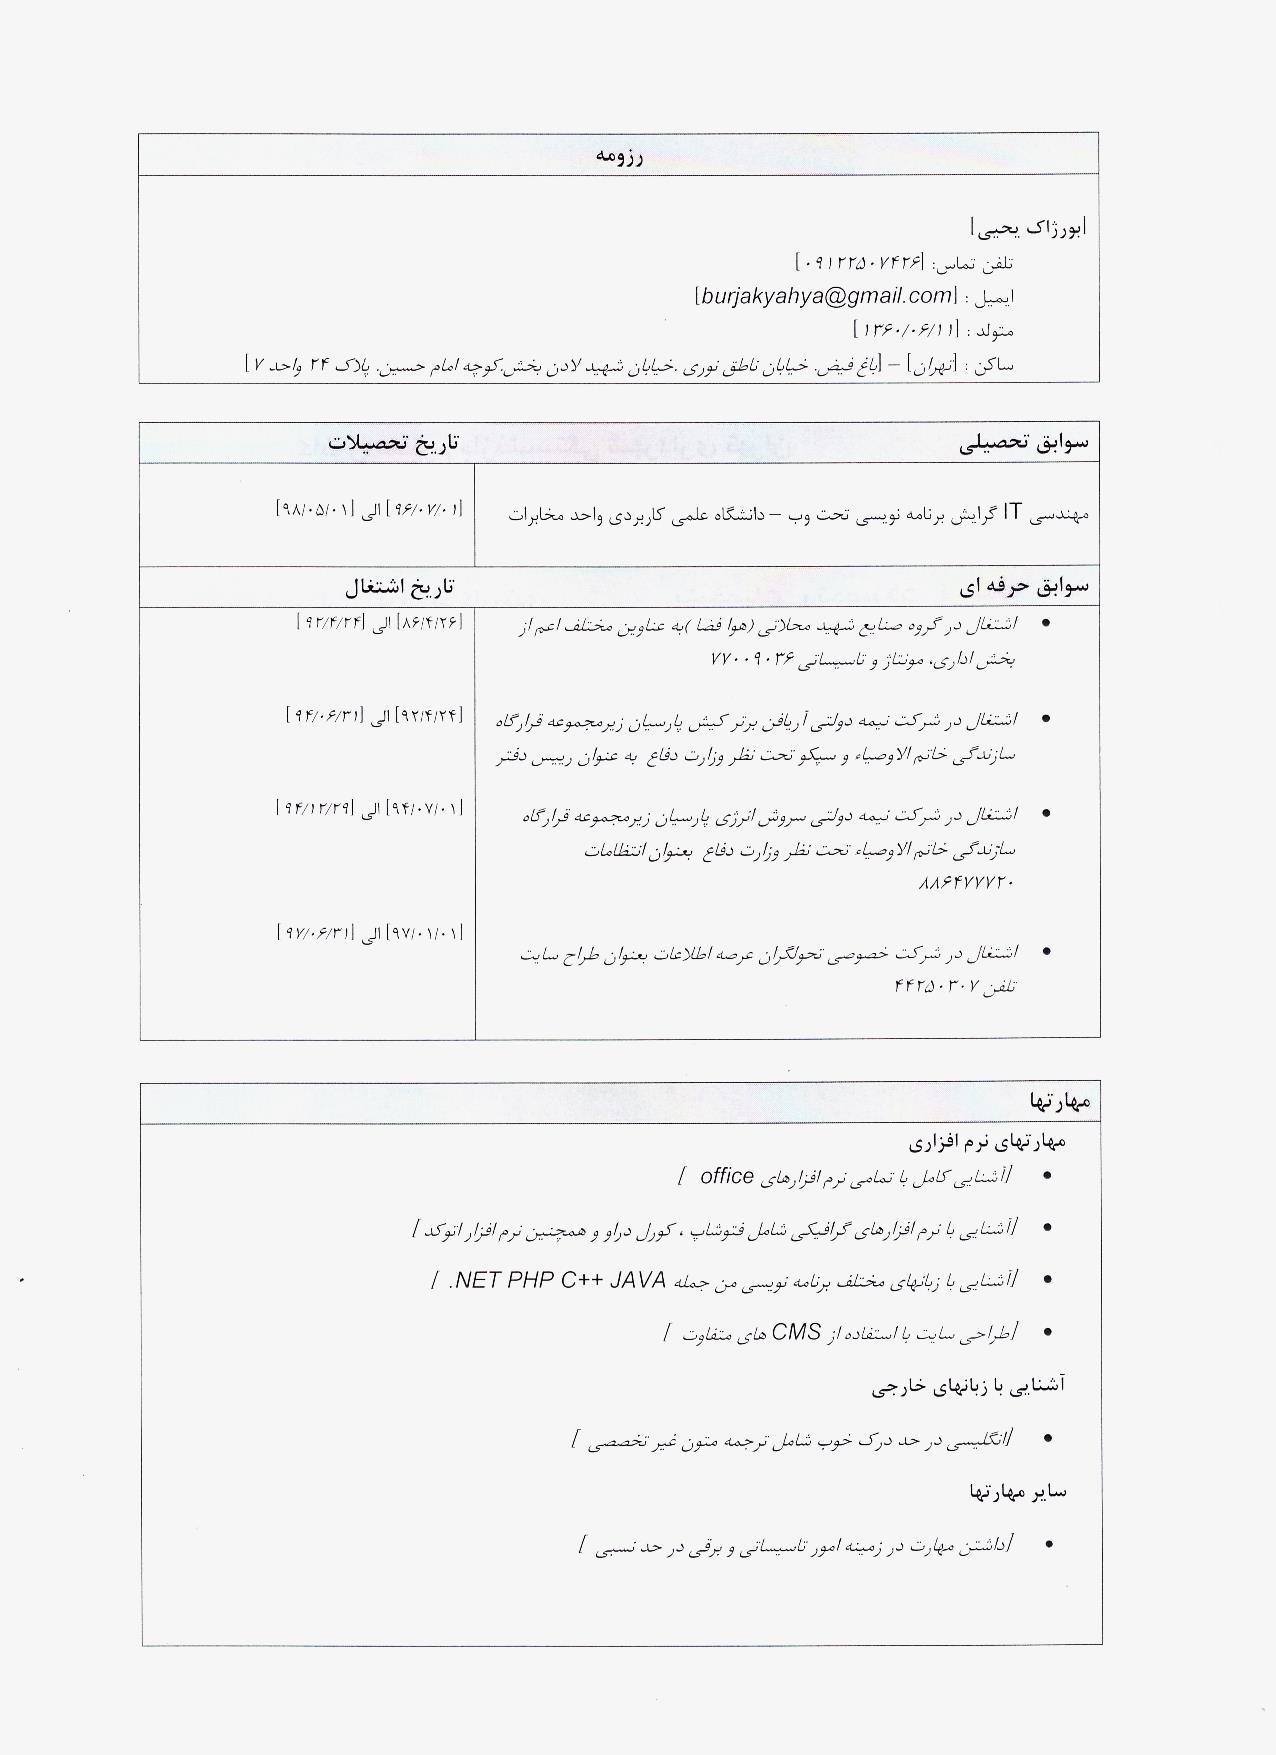 رزومه
[بورژاک یحیی]
تلفن تماس: [۰۹۱۲۲۵۰۷۴۲۶]
ایمیل : [burjakyahya@gmail.com]
متولد : [۱۳۶۰/۰۶/۱۱]
ساکن : [تهران] – [باغ فیض. خیابان ناطق نوری .خیابان شهید لادن بخش.کوچه امام حسین. پلاک ۲۴ واحد ۷]
سوابق تحصیلی تاریخ تحصیلات
مهندسی IT گرایش برنامه نویسی تحت وب – دانشگاه علمی کاربردی واحد مخابرات [۹۶/۰۷/۰۱] الی [۹۸/۰۵/۰۱]
سوابق حرفه ای تاریخ اشتغال
• اشتغال در گروه صنایع شهید محلاتی (هوا فضا )به عناوین مختلف اعم از [۸۶/۴/۲۶] الی [۹۲/۴/۲۴]
بخش اداری، مونتاژ و تاسیساتی ۷۷۰۰۹۰۳۶
• اشتغال در شرکت نیمه دولتی آریافن برتر کیش پارسیان زیرمجموعه قرارگاه [۹۲/۴/۲۴] الی [۹۴/۰۶/۳۱]
سازندگی خاتم الاوصیاء و سپکو تحت نظر وزارت دفاع به عنوان رییس دفتر
• اشتغال در شرکت نیمه دولتی سروش انرژی پارسیان زیرمجموعه قرارگاه [۹۴/۰۷/۰۱] الی [۹۴/۱۲/۲۹]
سازندگی خاتم الاوصیاء تحت نظر وزارت دفاع بعنوان انتظامات
۸۸۶۴۷۷۷۲۰
• اشتغال در شرکت خصوصی تحولگران عرصه اطلاعات بعنوان طراح سایت [۹۷/۰۱/۰۱] الی [۹۷/۰۶/۳۱]
تلفن ۴۴۲۵۰۳۰۷
مهارتها
مهارتهای نرم افزاری
• [آشنایی کامل با تمامی نرم افزارهای office ]
• [آشنایی با نرم افزارهای گرافیکی شامل فتوشاپ ، کورل دراو و همچنین نرم افزار اتوکد ]
• [آشنایی با زبانهای مختلف برنامه نویسی من جمله .NET PHP C++ JAVA ]
• [طراحی سایت با استفاده از CMS های متفاوت ]
آشنایی با زبانهای خارجی
• [انگلیسی در حد درک خوب شامل ترجمه متون غیر تخصصی ]
سایر مهارتها
• [داشتن مهارت در زمینه امور تاسیساتی و برقی در حد نسبی ]